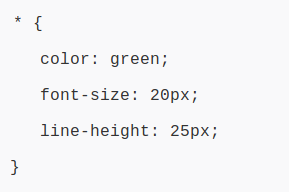 * {
color: green;
font-size: 20px;
line-height: 25px;
}